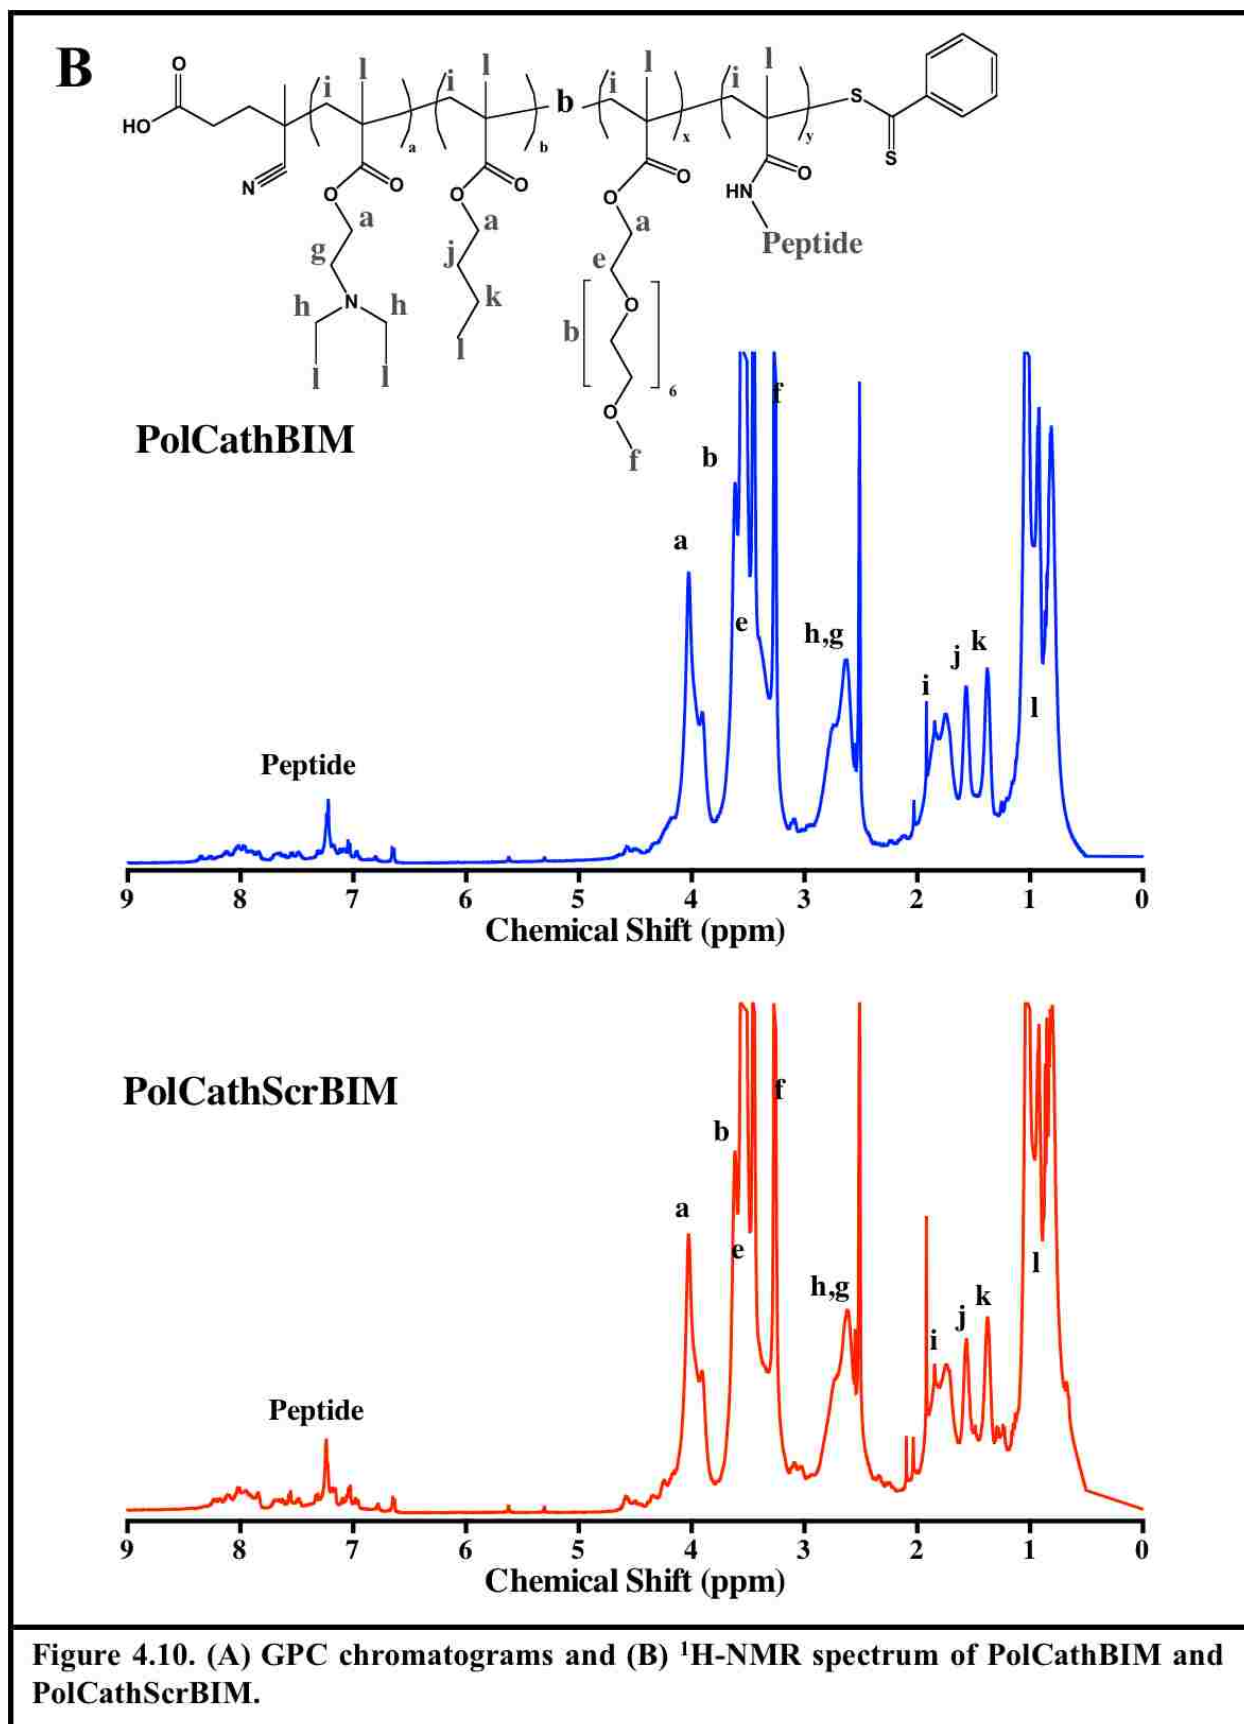 B
O
HO
N
i
l
a
i
l
b
b
i
l
x
i
l
y
S
S
O
O
O
O
O
O
HN
O
a
g
h
N
h
l
l
a
j
k
l
a
e
O
b
6
O
f
Peptide
PolCathBIM
Peptide
a
b
e
f
h,g
i
j
k
l
9 8 7 6 5 4 3 2 1 0
Chemical Shift (ppm)
PolCathScrBIM
Peptide
a
b
e
f
h,g
i
j
k
l
9 8 7 6 5 4 3 2 1 0
Chemical Shift (ppm)
Figure 4.10. (A) GPC chromatograms and (B) ¹H-NMR spectrum of PolCathBIM and
PolCathScrBIM.